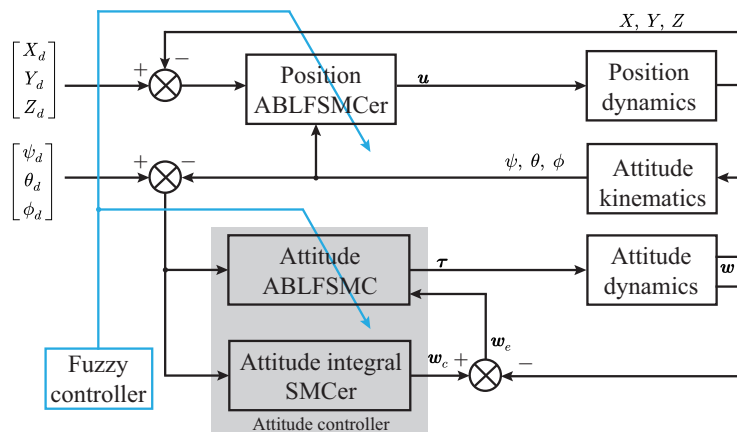 X, Y, Z
X_d
Y_d
Z_d
+
−
Position
ABLFSMCer
u
Position
dynamics
ψ_d
θ_d
ϕ_d
+
−
ψ, θ, ϕ
Attitude
kinematics
Attitude
ABLFSMC
τ
Attitude
dynamics
w
w_e
Fuzzy
controller
Attitude integral
SMCer
w_c
+
−
Attitude controller